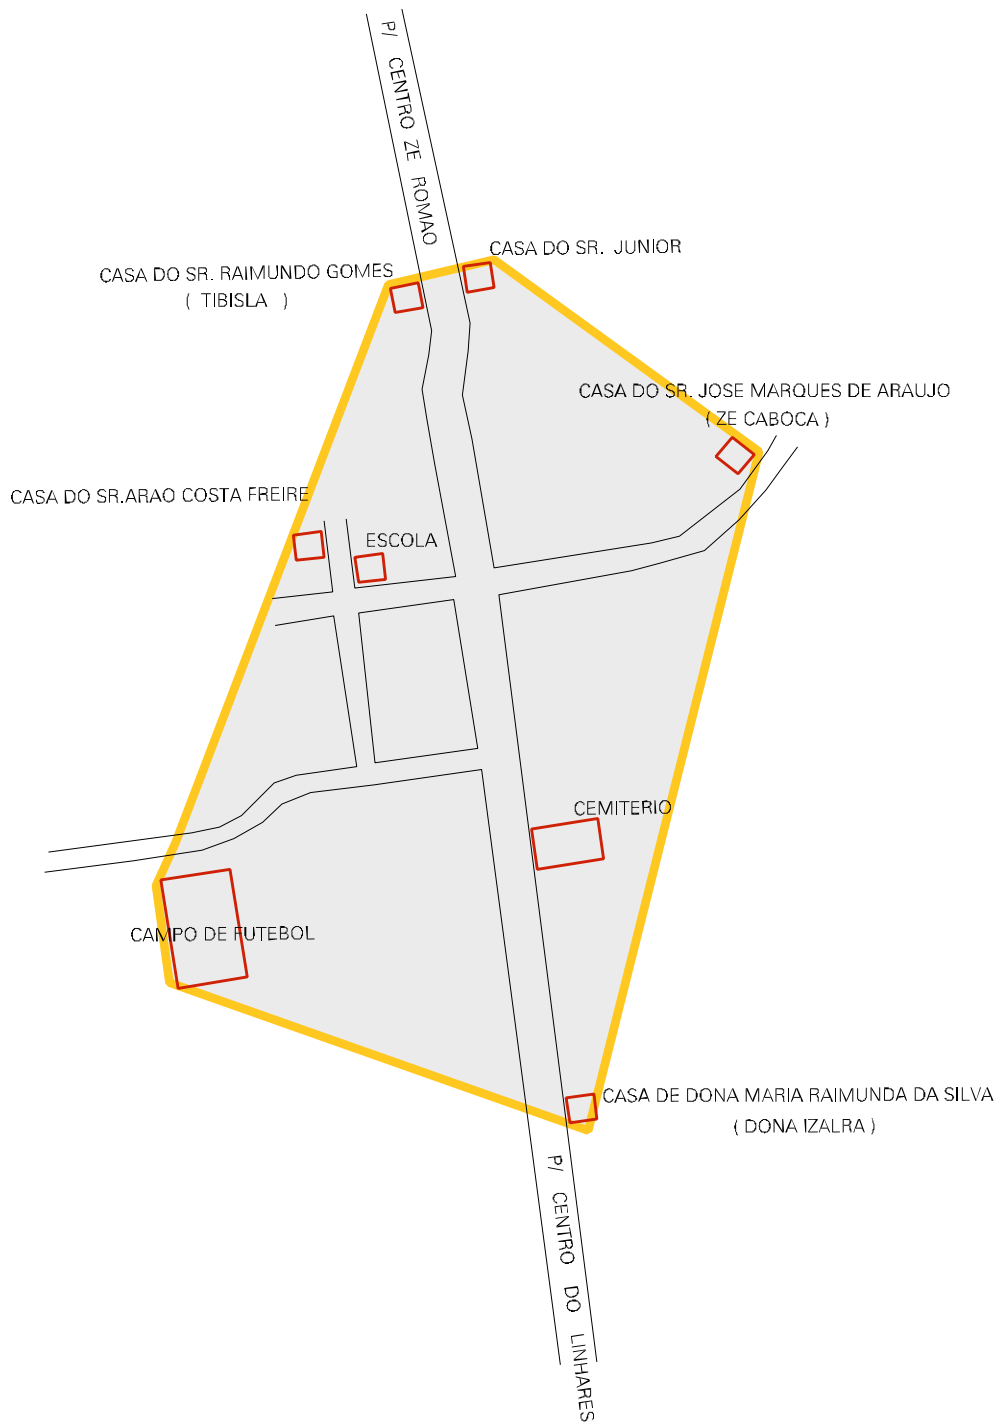 P/ CENTRO ZE ROMAO
CASA DO SR. JUNIOR
CASA DO SR. RAIMUNDO GOMES
( TIBISLA )
CASA DO SR. JOSE MARQUES DE ARAUJO
( ZE CABOCA )
CASA DO SR.ARAO COSTA FREIRE
ESCOLA
CEMITERIO
CAMPO DE FUTEBOL
CASA DE DONA MARIA RAIMUNDA DA SILVA
( DONA IZALRA )
P/ CENTRO DO LINHARES